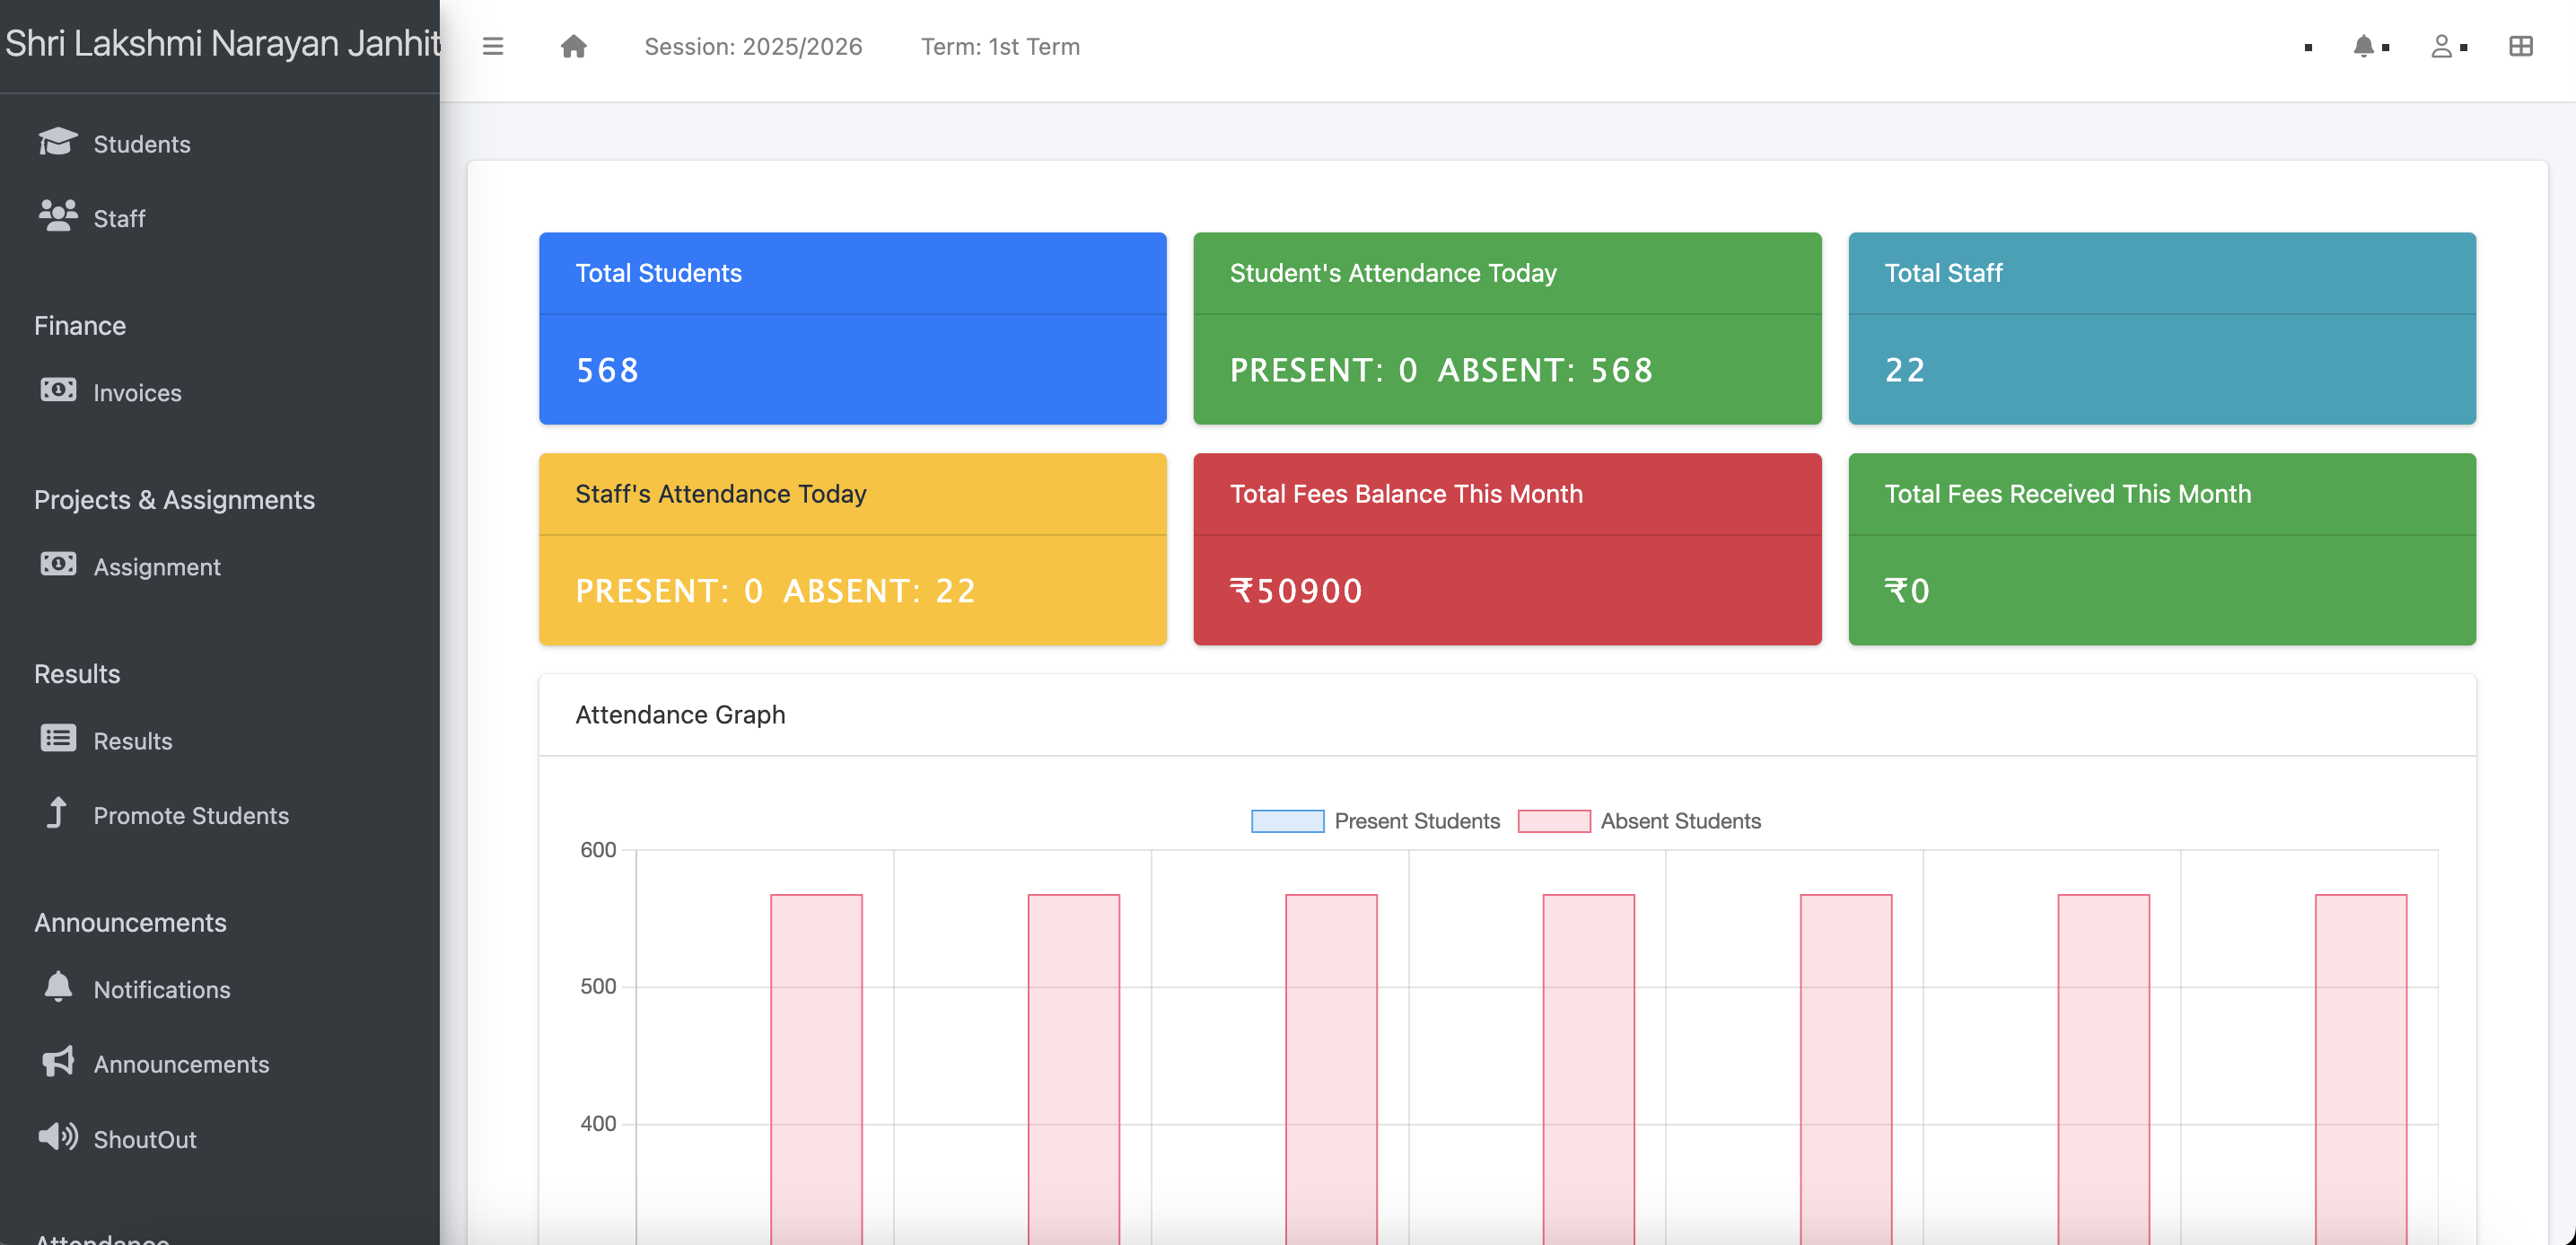 Shri Lakshmi Narayan Janhit
Session: 2025/2026
Term: 1st Term
Students
Staff
Finance
Invoices
Projects & Assignments
Assignment
Results
Results
Promote Students
Announcements
Notifications
Announcements
ShoutOut
Attendance
Total Students
568
Student's Attendance Today
PRESENT: 0 ABSENT: 568
Total Staff
22
Staff's Attendance Today
PRESENT: 0 ABSENT: 22
Total Fees Balance This Month
₹50900
Total Fees Received This Month
₹0
Attendance Graph
Present Students
Absent Students
600
500
400